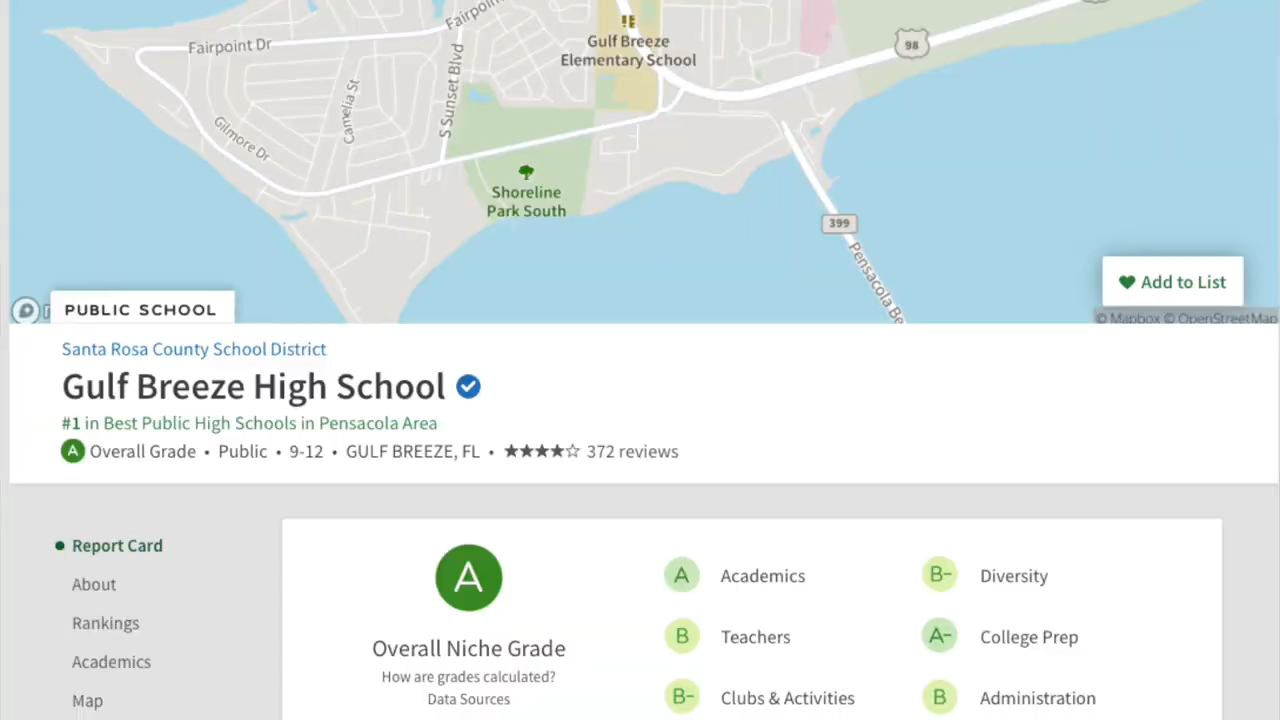 Fairpoint Dr
Fairpoin
Gulf Breeze
Elementary School
98
Camelia St
S Sunset Blvd
Gilmore Dr
Shoreline
Park South
399
Pensacola Be
Add to List
PUBLIC SCHOOL
© Mapbox © OpenStreetMap
Santa Rosa County School District
Gulf Breeze High School
#1 in Best Public High Schools in Pensacola Area
A Overall Grade • Public • 9-12 • GULF BREEZE, FL • ★★★★☆ 372 reviews
Report Card
About
Rankings
Academics
Map
A
Overall Niche Grade
How are grades calculated?
Data Sources
A Academics
B Teachers
B- Clubs & Activities
B- Diversity
A- College Prep
B Administration